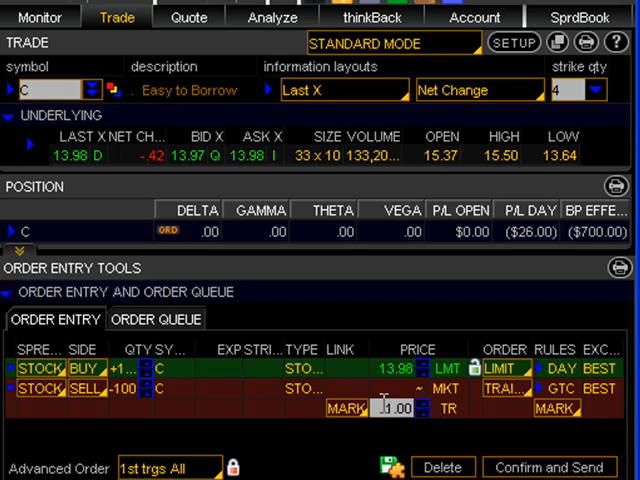 Monitor Trade Quote Analyze thinkBack Account SprdBook
TRADE STANDARD MODE SETUP ?
symbol description information layouts strike qty
C . Easy to Borrow Last X Net Change 4
UNDERLYING
LAST X NET CH... BID X ASK X SIZE VOLUME OPEN HIGH LOW
13.98 D -.42 13.97 Q 13.98 I 33 x 10 133,20... 15.37 15.50 13.64
POSITION
DELTA GAMMA THETA VEGA P/L OPEN P/L DAY BP EFFE...
C ORD .00 .00 .00 .00 $0.00 ($26.00) ($700.00)
ORDER ENTRY TOOLS
ORDER ENTRY AND ORDER QUEUE
ORDER ENTRY ORDER QUEUE
SPRE... SIDE QTY SY... EXP STRI... TYPE LINK PRICE ORDER RULES EXC...
STOCK BUY +1... C STO... 13.98 LMT LIMIT DAY BEST
STOCK SELL -100 C STO... ~ MKT TRAI... GTC BEST
MARK 1.00 TR MARK
Advanced Order 1st trgs All Delete Confirm and Send